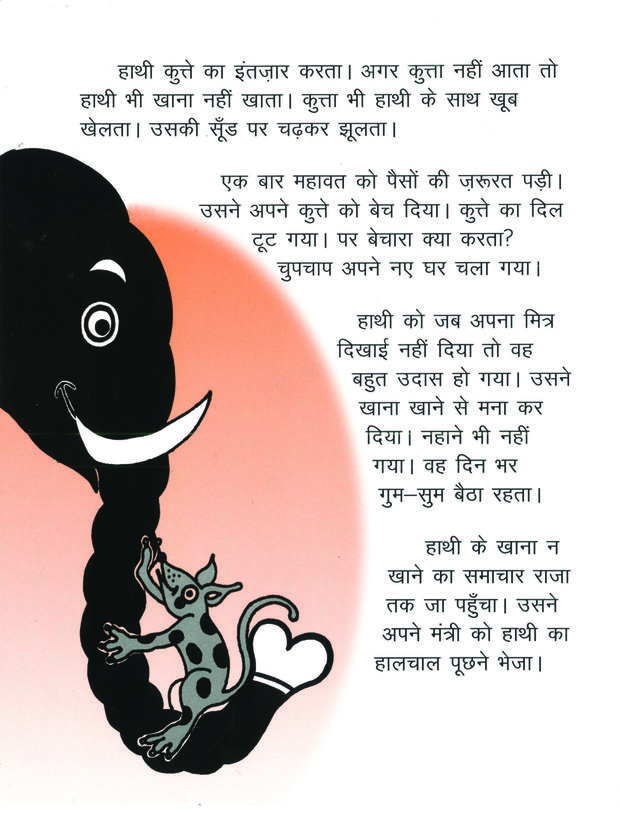 हाथी कुत्ते का इंतज़ार करता। अगर कुत्ता नहीं आता तो
हाथी भी खाना नहीं खाता। कुत्ता भी हाथी के साथ खूब
खेलता। उसकी सूँड पर चढ़कर झूलता।
एक बार महावत को पैसों की ज़रूरत पड़ी।
उसने अपने कुत्ते को बेच दिया। कुत्ते का दिल
टूट गया। पर बेचारा क्या करता?
चुपचाप अपने नए घर चला गया।
हाथी को जब अपना मित्र
दिखाई नहीं दिया तो वह
बहुत उदास हो गया। उसने
खाना खाने से मना कर
दिया। नहाने भी नहीं
गया। वह दिन भर
गुम–सुम बैठा रहता।
हाथी के खाना न
खाने का समाचार राजा
तक जा पहुँचा। उसने
अपने मंत्री को हाथी का
हालचाल पूछने भेजा।